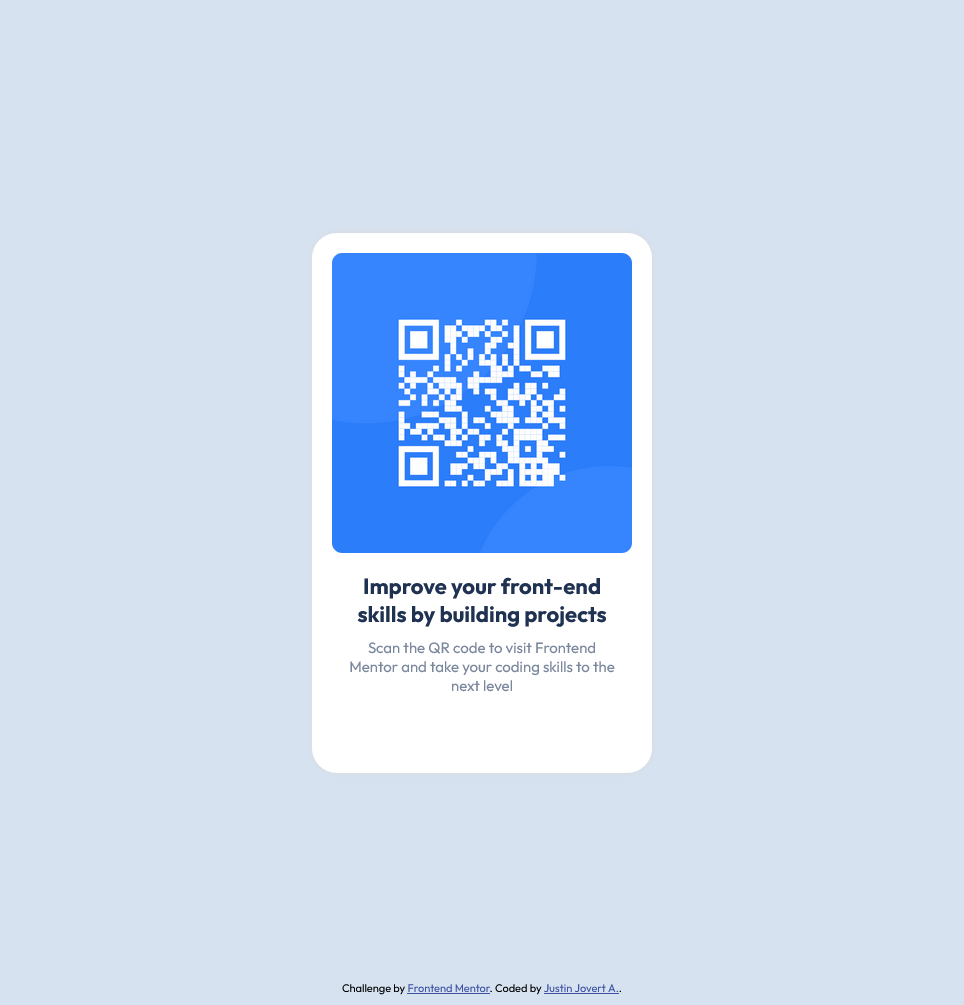 Improve your front-end
skills by building projects
Scan the QR code to visit Frontend
Mentor and take your coding skills to the
next level
Challenge by Frontend Mentor. Coded by Justin Jovert A..